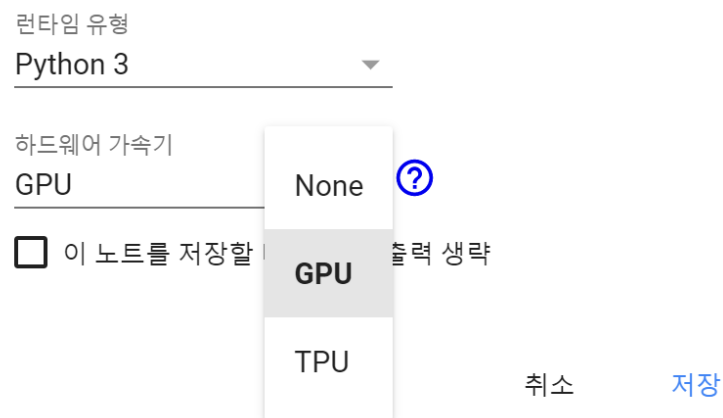 런타임 유형
Python 3
하드웨어 가속기
GPU
None
GPU
TPU
이 노트를 저장할 출력 생략
취소
저장